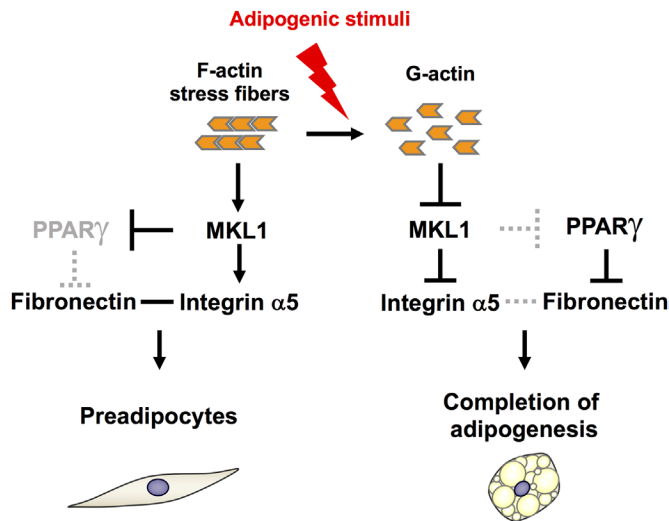 Adipogenic stimuli
F-actin
stress fibers
G-actin
PPARγ
MKL1
MKL1
PPARγ
Fibronectin
Integrin α5
Integrin α5
Fibronectin
Preadipocytes
Completion of
adipogenesis